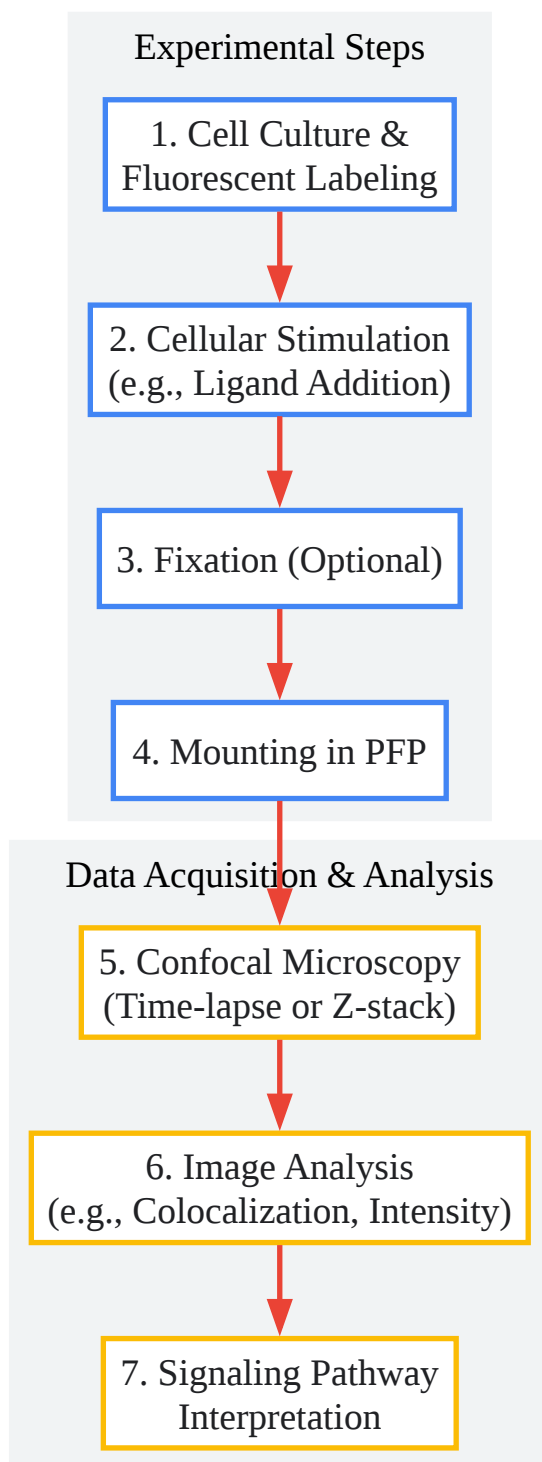 Experimental Steps
1. Cell Culture &
Fluorescent Labeling
2. Cellular Stimulation
(e.g., Ligand Addition)
3. Fixation (Optional)
4. Mounting in PFP
Data Acquisition & Analysis
5. Confocal Microscopy
(Time-lapse or Z-stack)
6. Image Analysis
(e.g., Colocalization, Intensity)
7. Signaling Pathway
Interpretation